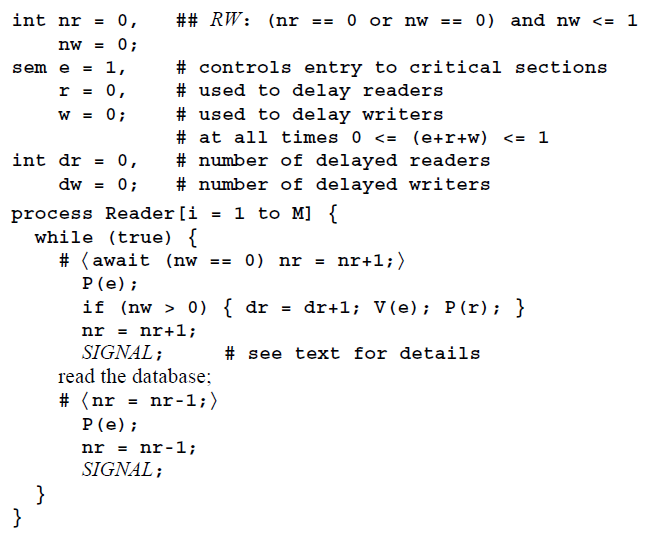 int nr = 0,    ## RW: (nr == 0 or nw == 0) and nw <= 1
    nw = 0;
sem e = 1,     # controls entry to critical sections
    r = 0,     # used to delay readers
    w = 0;     # used to delay writers
               # at all times 0 <= (e+r+w) <= 1
int dr = 0,    # number of delayed readers
    dw = 0;    # number of delayed writers
process Reader[i = 1 to M] {
  while (true) {
    # ⟨await (nw == 0) nr = nr+1;⟩
      P(e);
      if (nw > 0) { dr = dr+1; V(e); P(r); }
      nr = nr+1;
      SIGNAL;      # see text for details
    read the database;
    # ⟨nr = nr-1;⟩
      P(e);
      nr = nr-1;
      SIGNAL;
  }
}